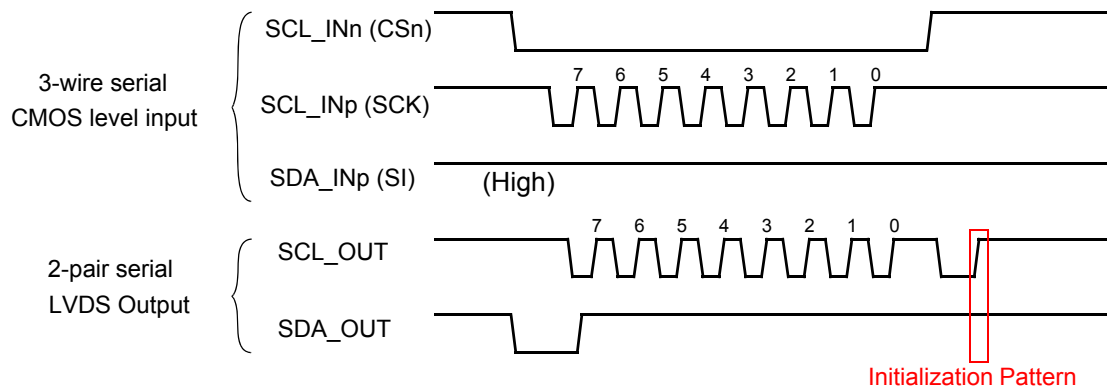 SCL_INn (CSn)
3-wire serial
CMOS level input
7 6 5 4 3 2 1 0
SCL_INp (SCK)
SDA_INp (SI)
(High)
7 6 5 4 3 2 1 0
SCL_OUT
2-pair serial
LVDS Output
SDA_OUT
Initialization Pattern